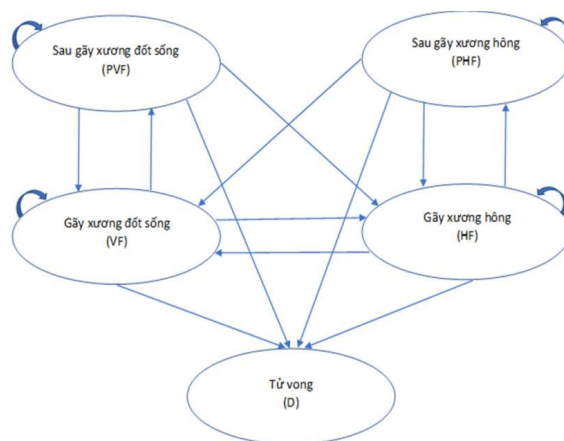 Sau gãy xương đốt sống
(PVF)
Sau gãy xương hông
(PHF)
Gãy xương đốt sống
(VF)
Gãy xương hông
(HF)
Tử vong
(D)